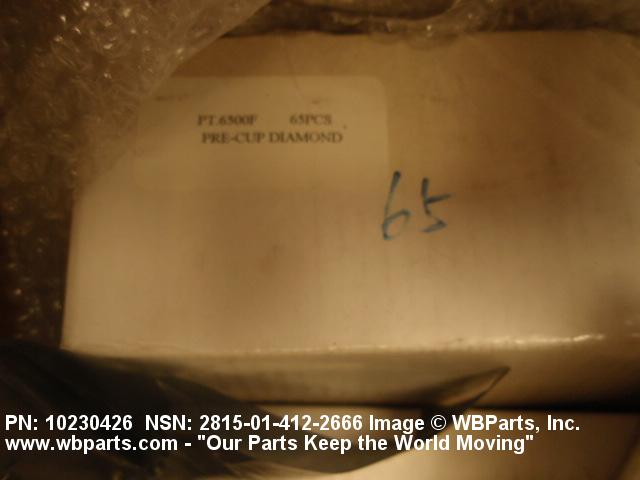 PT.6500F 65PCS
PRE-CUP DIAMOND
65
PN: 10230426 NSN: 2815-01-412-2666 Image © WBParts, Inc.
www.wbparts.com - "Our Parts Keep the World Moving"